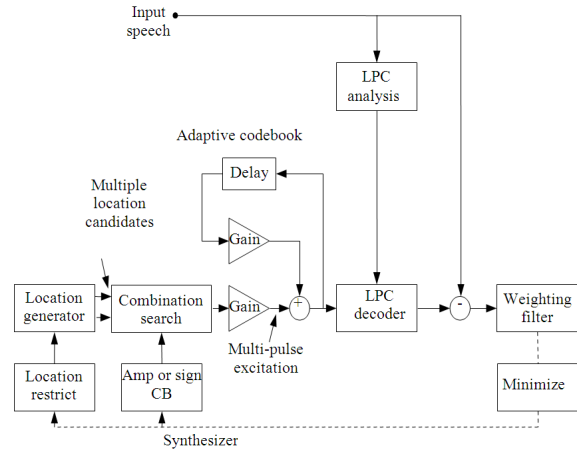 Input
speech
LPC
analysis
Adaptive codebook
Delay
Multiple
location
candidates
Gain
Location
generator
Combination
search
Gain
+
LPC
decoder
-
Weighting
filter
Multi-pulse
excitation
Location
restrict
Amp or sign
CB
Minimize
Synthesizer